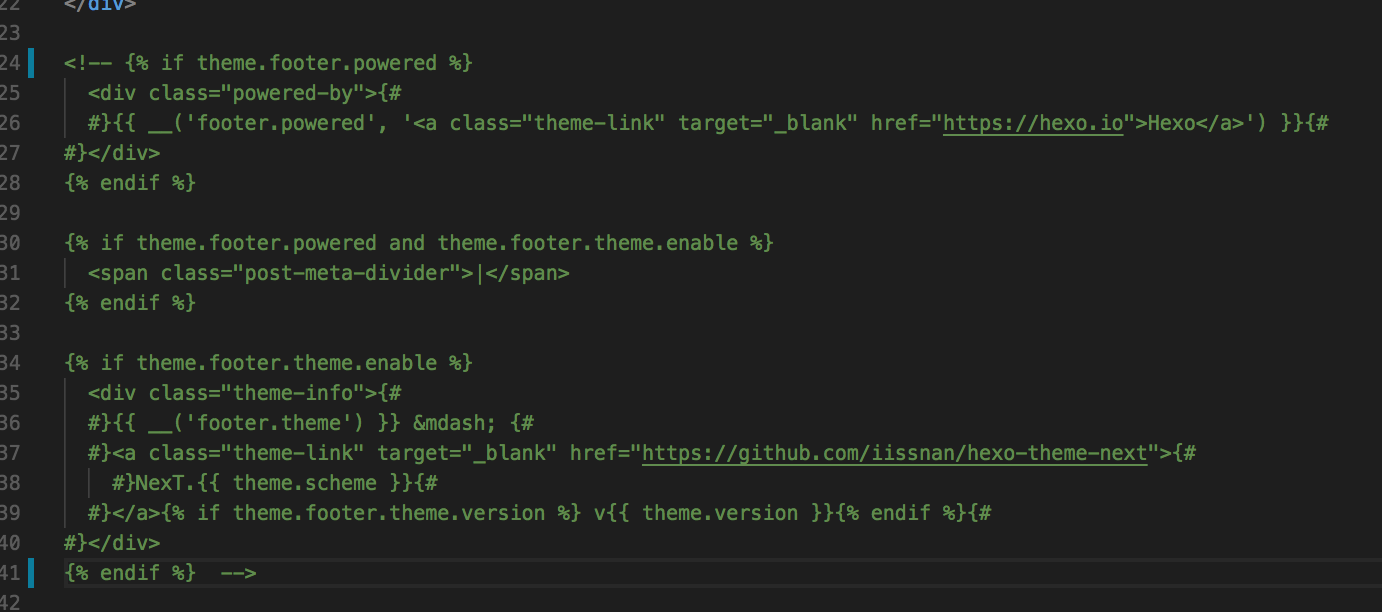 22 </div>
23
24 <!-- {% if theme.footer.powered %}
25 <div class="powered-by">{#
26 #}{{ __('footer.powered', '<a class="theme-link" target="_blank" href="https://hexo.io">Hexo</a>') }}{#
27 #}</div>
28 {% endif %}
29
30 {% if theme.footer.powered and theme.footer.theme.enable %}
31 <span class="post-meta-divider">|</span>
32 {% endif %}
33
34 {% if theme.footer.theme.enable %}
35 <div class="theme-info">{#
36 #}{{ __('footer.theme') }} &mdash; {#
37 #}<a class="theme-link" target="_blank" href="https://github.com/iissnan/hexo-theme-next">{#
38 #}NexT.{{ theme.scheme }}{#
39 #}</a>{% if theme.footer.theme.version %} v{{ theme.version }}{% endif %}{#
40 #}</div>
41 {% endif %}  -->
42